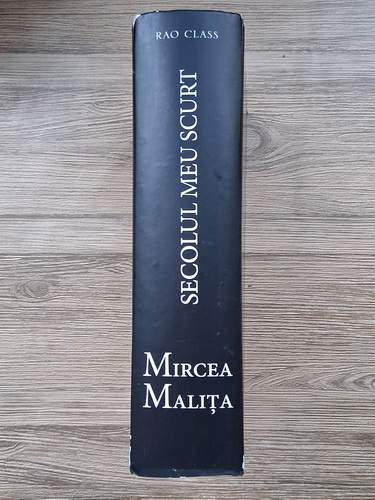 RAO CLASS
SECOLUL MEU SCURT
MIRCEA
MALIȚA